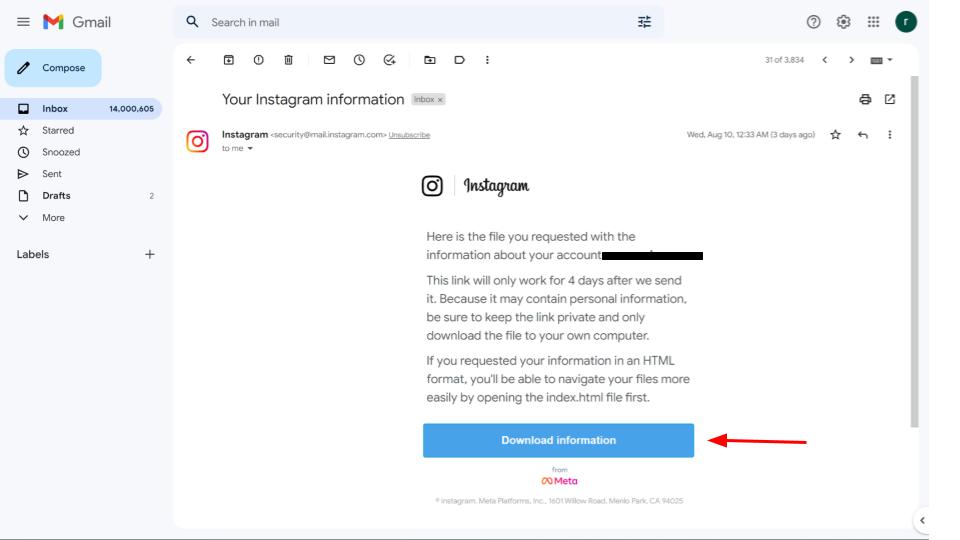 Gmail
Search in mail
r
Compose
Inbox 14,000,605
Starred
Snoozed
Sent
Drafts 2
More
Labels
31 of 3,834
Your Instagram information Inbox ×
Instagram <security@mail.instagram.com> Unsubscribe
Wed, Aug 10, 12:33 AM (3 days ago)
to me
Instagram
Here is the file you requested with the
information about your account
This link will only work for 4 days after we send
it. Because it may contain personal information,
be sure to keep the link private and only
download the file to your own computer.
If you requested your information in an HTML
format, you'll be able to navigate your files more
easily by opening the index.html file first.
Download information
from
Meta
© instagram. Meta Platforms, Inc., 1601 Willow Road, Menlo Park, CA 94025